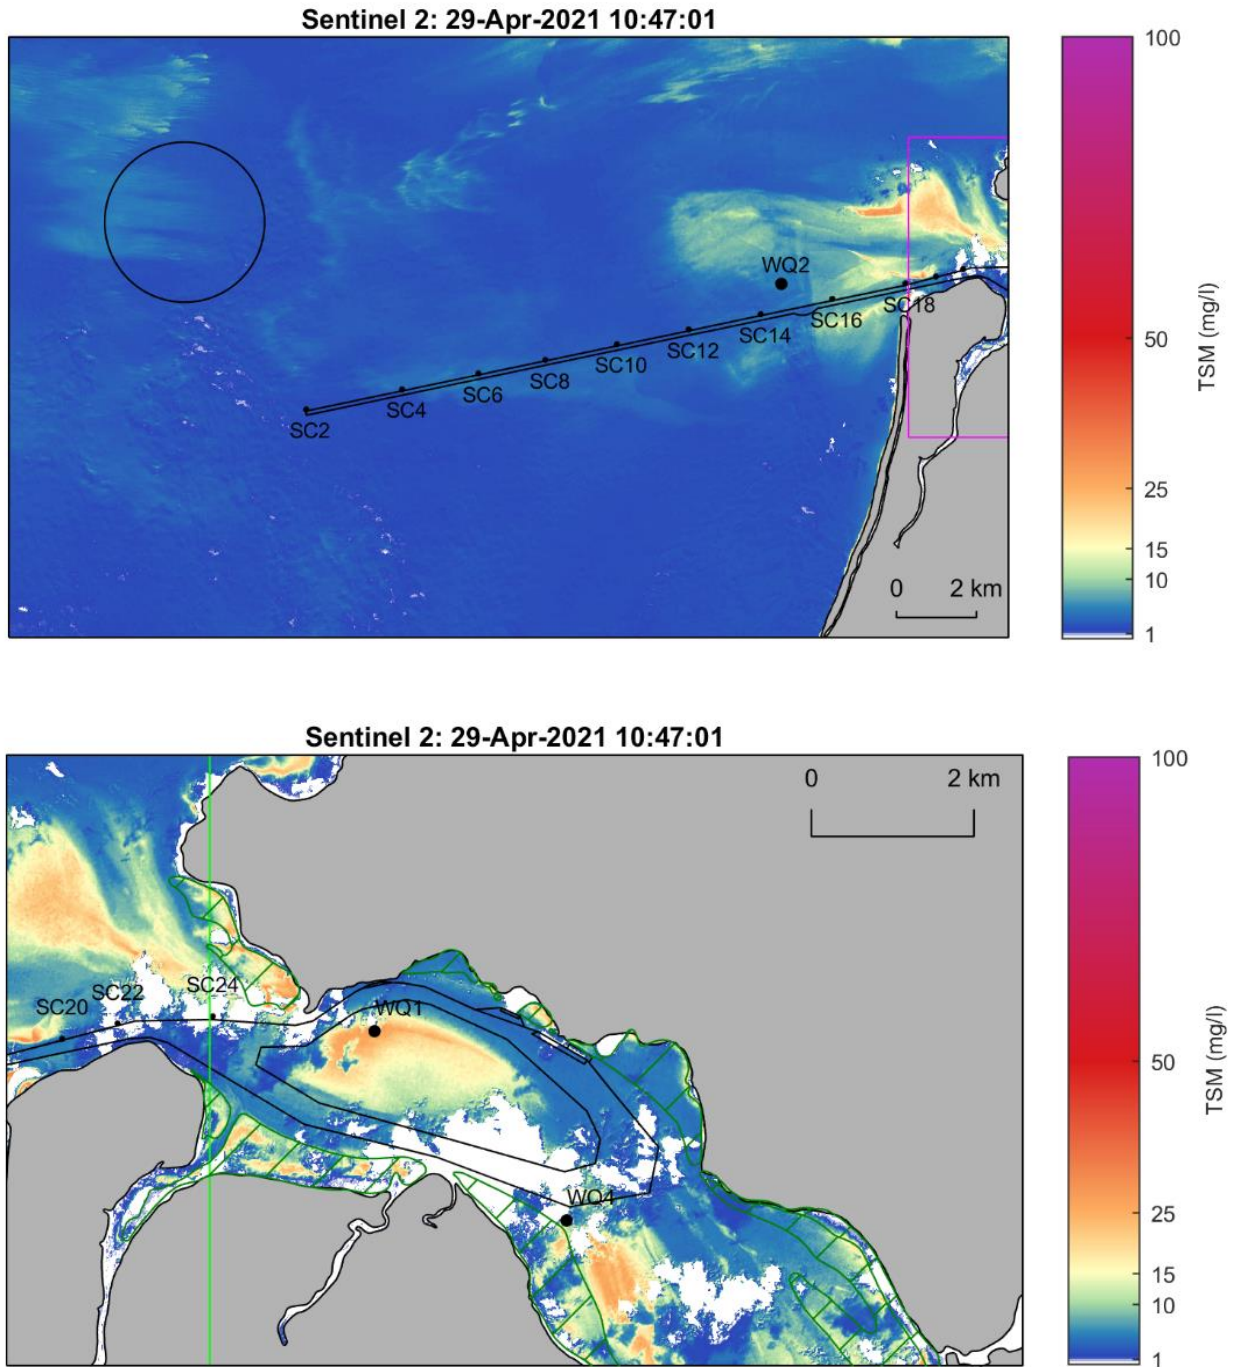 Sentinel 2: 29-Apr-2021 10:47:01
100
WQ2
SC18
SC16
50
SC14
SC12
SC10
SC8
SC6
SC4
SC2
TSM (mg/l)
25
15
0 2 km
10
1
Sentinel 2: 29-Apr-2021 10:47:01
100
0 2 km
SC24
SC22
SC20
WQ1
50
TSM (mg/l)
WQ4
25
15
10
1